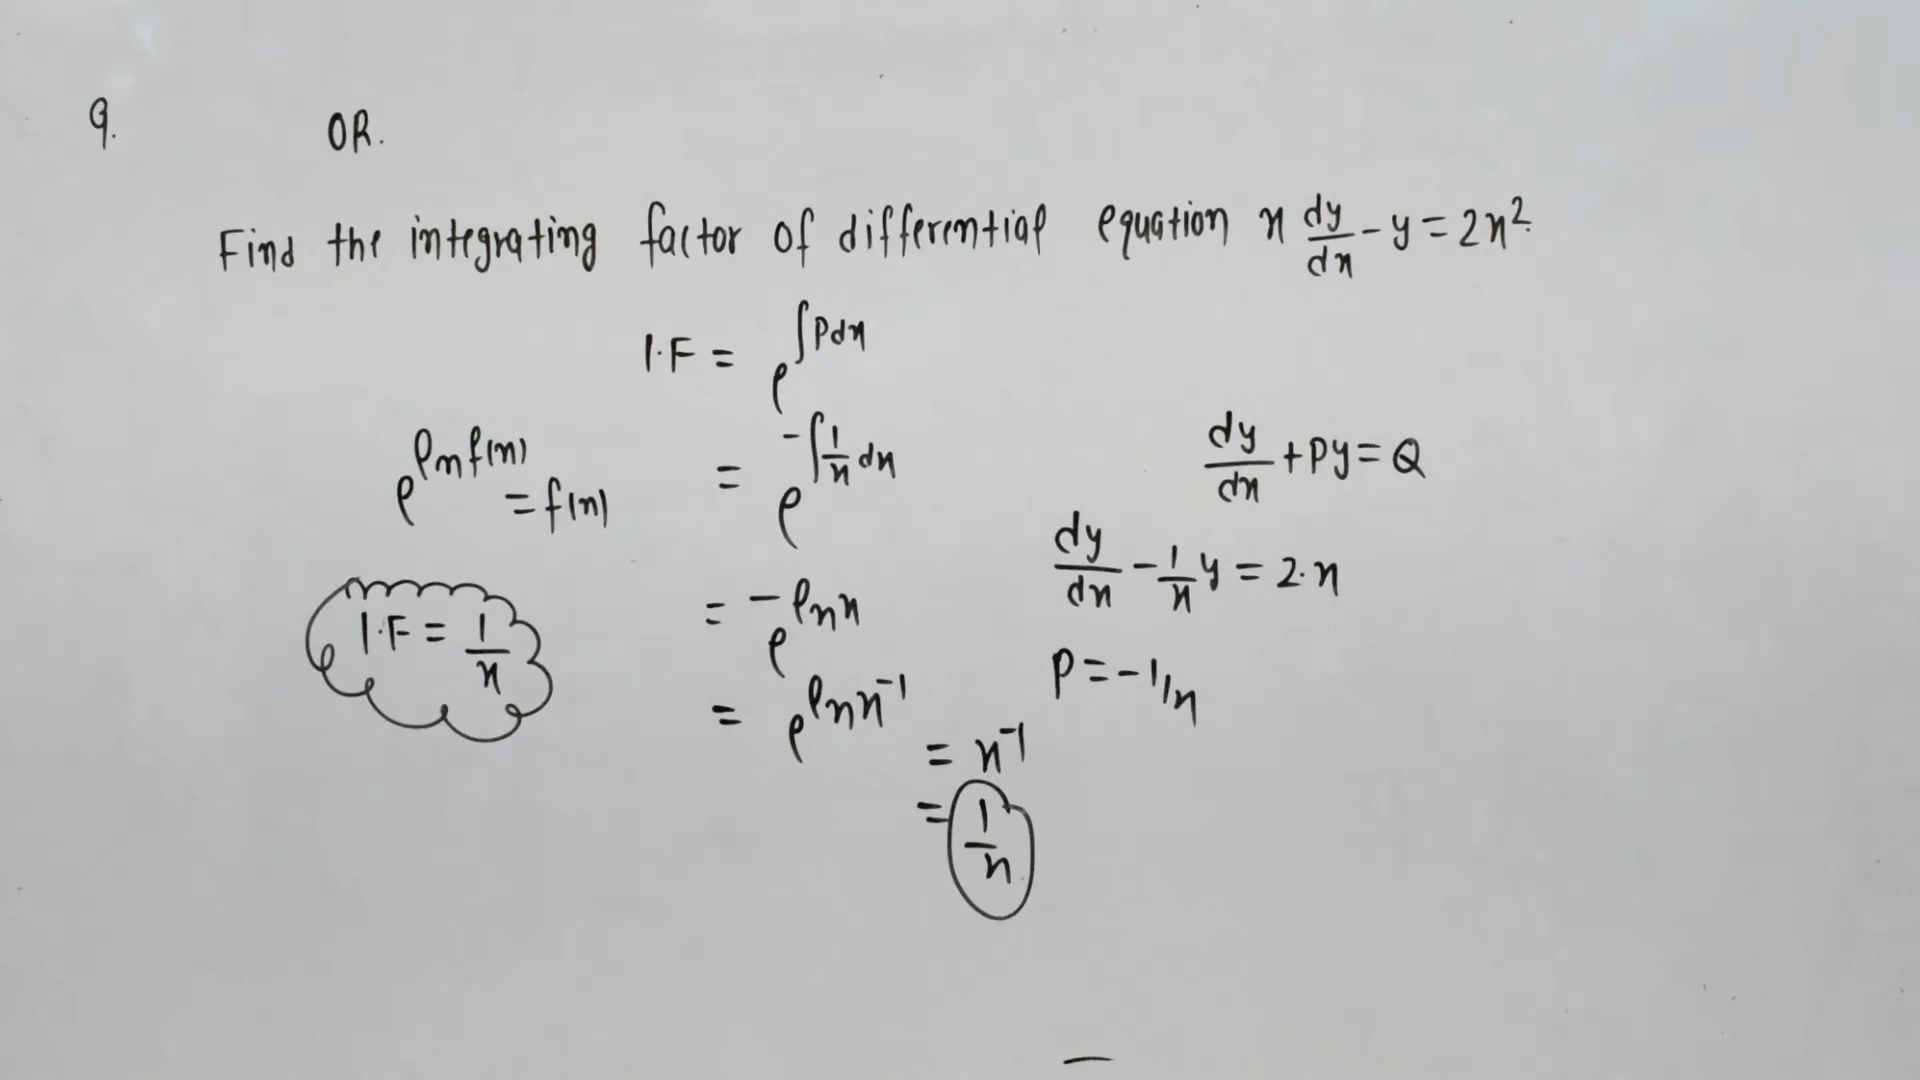 9. OR.
Find the integrating factor of differential equation x dy/dx - y = 2x².
I.F = e^∫Pdx
= e^-∫1/x dx
e^ln f(x) = f(x)
dy/dx + Py = Q
dy/dx - 1/x y = 2.x
= e^-ln x
I.F = 1/x
P = -1/x
= e^ln x⁻¹
= x⁻¹
= 1/x